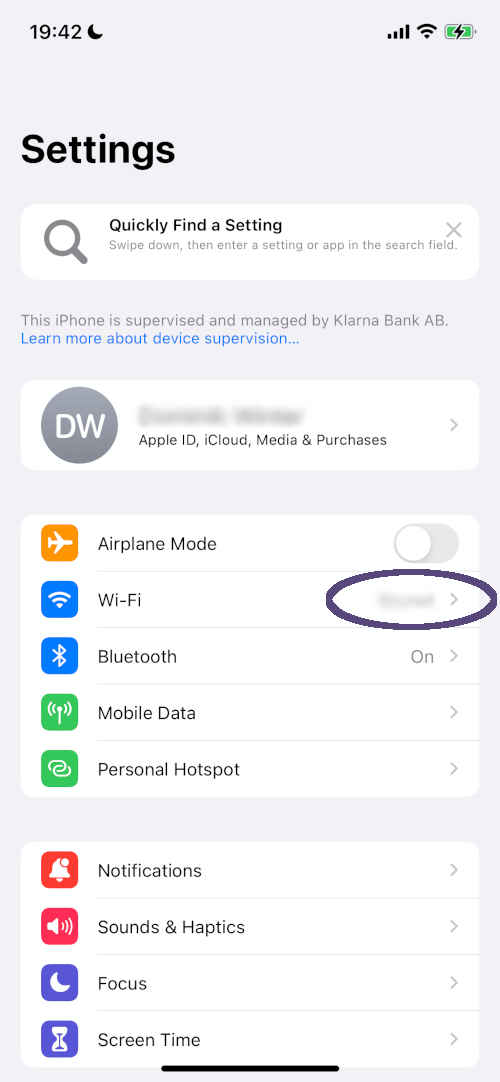 19:42
Settings
Quickly Find a Setting
Swipe down, then enter a setting or app in the search field.
This iPhone is supervised and managed by Klarna Bank AB.
Learn more about device supervision...
DW
Apple ID, iCloud, Media & Purchases
Airplane Mode
Wi-Fi
Bluetooth On
Mobile Data
Personal Hotspot
Notifications
Sounds & Haptics
Focus
Screen Time